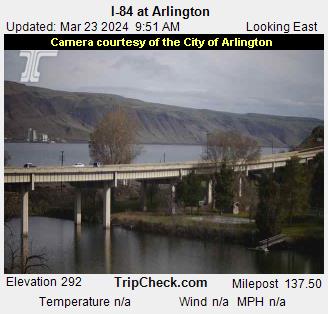 I-84 at Arlington
Updated: Mar 23 2024 9:51 AM Looking East
Camera courtesy of the City of Arlington
Elevation 292 TripCheck.com Milepost 137.50
Temperature n/a Wind n/a MPH n/a